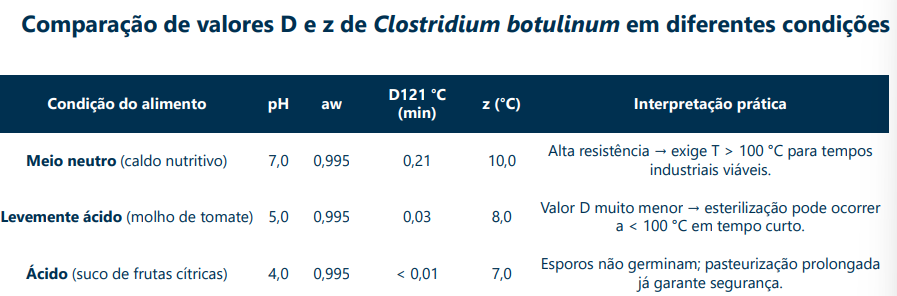 Comparação de valores D e z de Clostridium botulinum em diferentes condições
Condição do alimento pH aw D121 °C (min) z (°C) Interpretação prática
Meio neutro (caldo nutritivo) 7,0 0,995 0,21 10,0 Alta resistência → exige T > 100 °C para tempos
industriais viáveis.
Levemente ácido (molho de tomate) 5,0 0,995 0,03 8,0 Valor D muito menor → esterilização pode ocorrer
a < 100 °C em tempo curto.
Ácido (suco de frutas cítricas) 4,0 0,995 < 0,01 7,0 Esporos não germinam; pasteurização prolongada
já garante segurança.